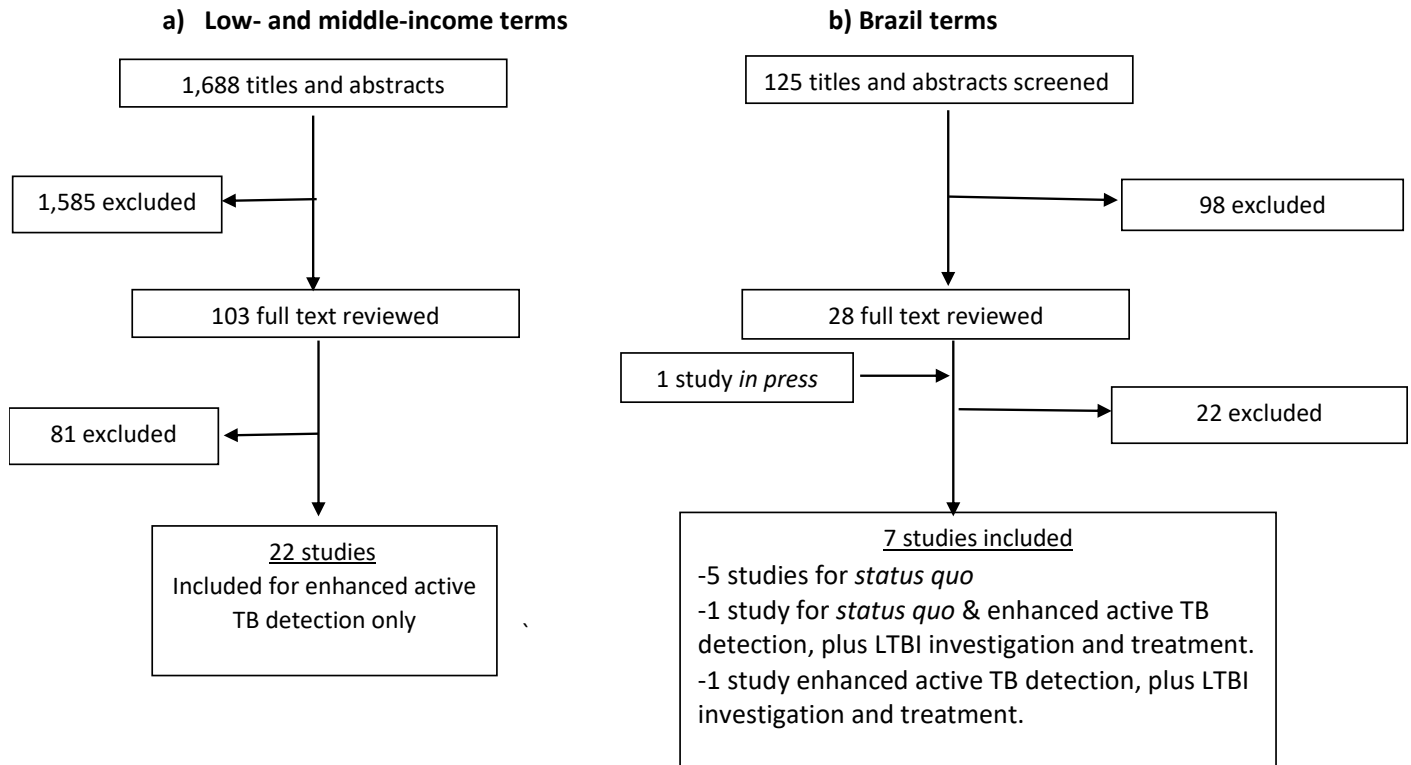 a) Low- and middle-income terms
1,688 titles and abstracts
1,585 excluded
103 full text reviewed
81 excluded
22 studies
Included for enhanced active
TB detection only
`
b) Brazil terms
125 titles and abstracts screened
98 excluded
28 full text reviewed
1 study in press
22 excluded
7 studies included
-5 studies for status quo
-1 study for status quo & enhanced active TB
detection, plus LTBI investigation and treatment.
-1 study enhanced active TB detection, plus LTBI
investigation and treatment.